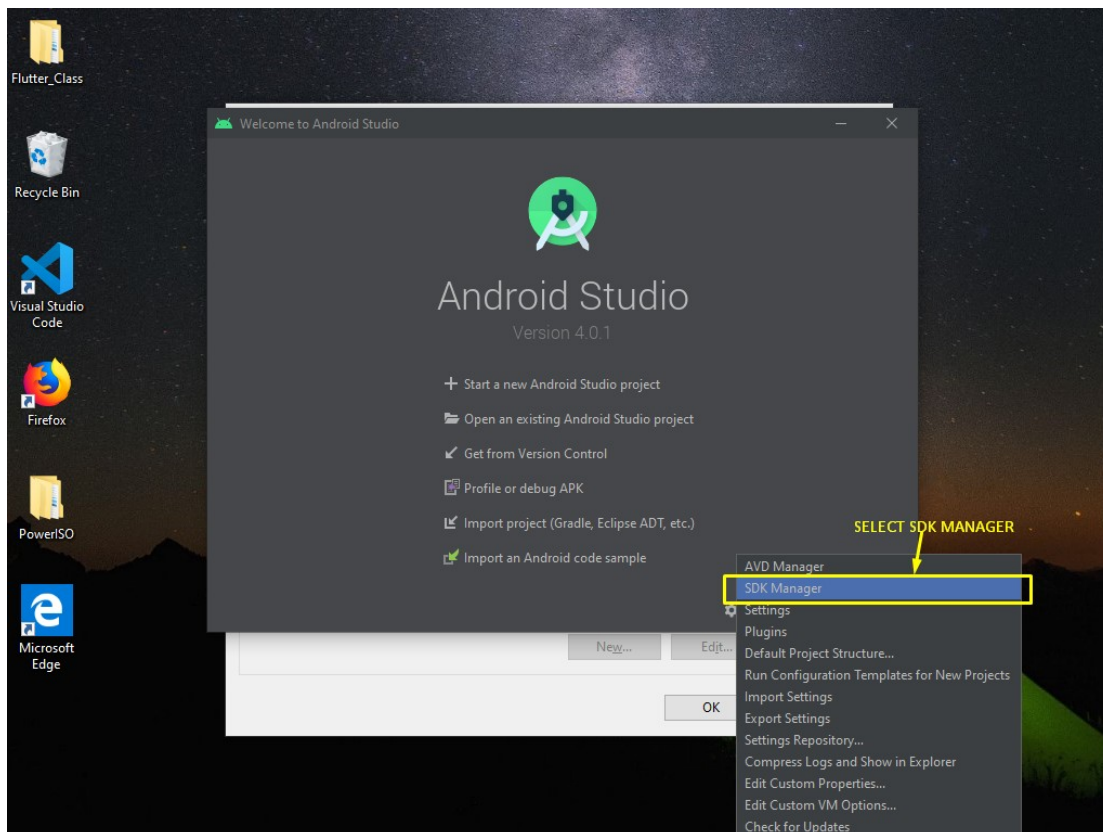 Flutter_Class
Recycle Bin
Visual Studio
Code
Firefox
PowerISO
Microsoft
Edge
Welcome to Android Studio
Android Studio
Version 4.0.1
Start a new Android Studio project
Open an existing Android Studio project
Get from Version Control
Profile or debug APK
Import project (Gradle, Eclipse ADT, etc.)
Import an Android code sample
SELECT SDK MANAGER
AVD Manager
SDK Manager
Settings
Plugins
Default Project Structure...
Run Configuration Templates for New Projects
Import Settings
Export Settings
Settings Repository...
Compress Logs and Show in Explorer
Edit Custom Properties...
Edit Custom VM Options...
Check for Updates
New...
Edit...
OK